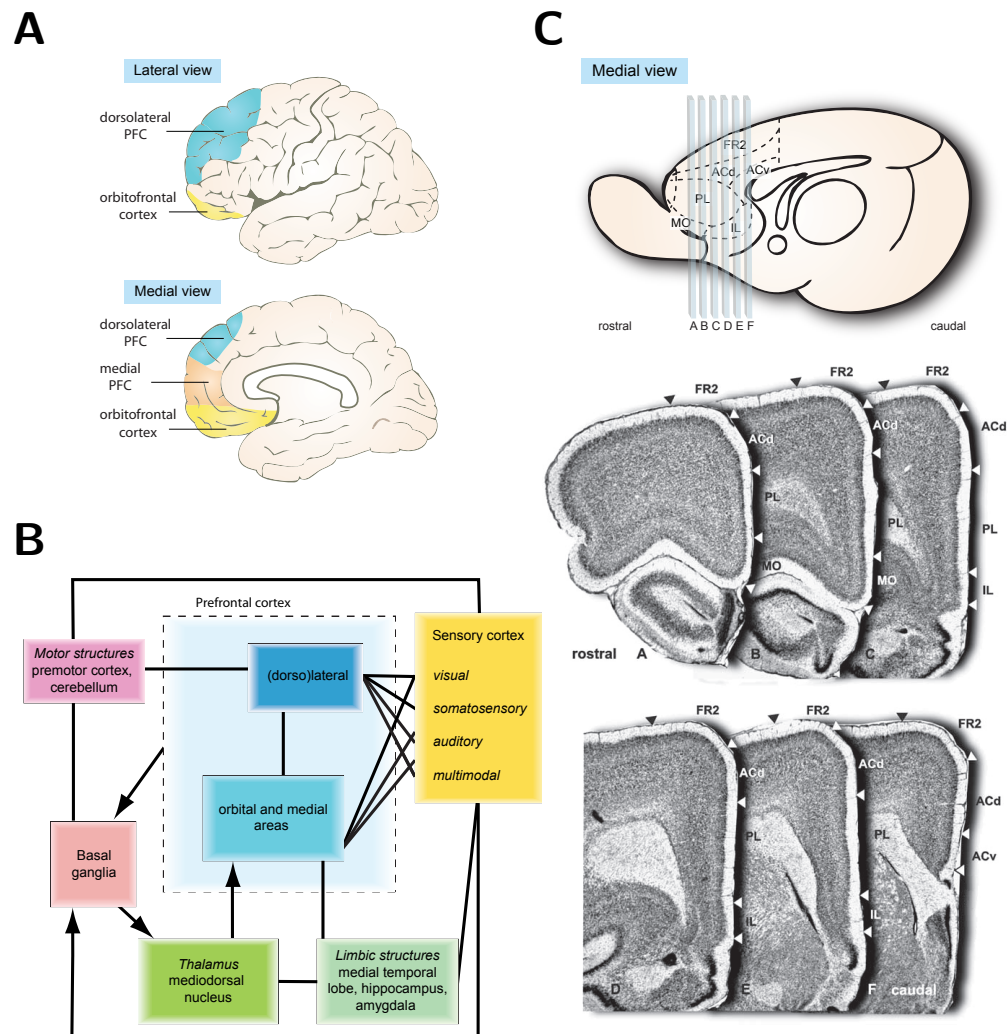 A
Lateral view
dorsolateral
PFC
orbitofrontal
cortex
Medial view
dorsolateral
PFC
medial
PFC
orbitofrontal
cortex
B
Prefrontal cortex
Motor structures
premotor cortex,
cerebellum
(dorso)lateral
Sensory cortex
visual
somatosensory
auditory
multimodal
orbital and medial
areas
Basal
ganglia
Thalamus
mediodorsal
nucleus
Limbic structures
medial temporal
lobe, hippocampus,
amygdala
C
Medial view
FR2
ACd ACv
PL
MO IL
rostral A B C D E F caudal
FR2 FR2 FR2
ACd ACd ACd
PL PL PL
MO MO IL
rostral A B C
FR2 FR2 FR2
ACd ACd ACd
PL PL ACv
IL IL
D E F caudal